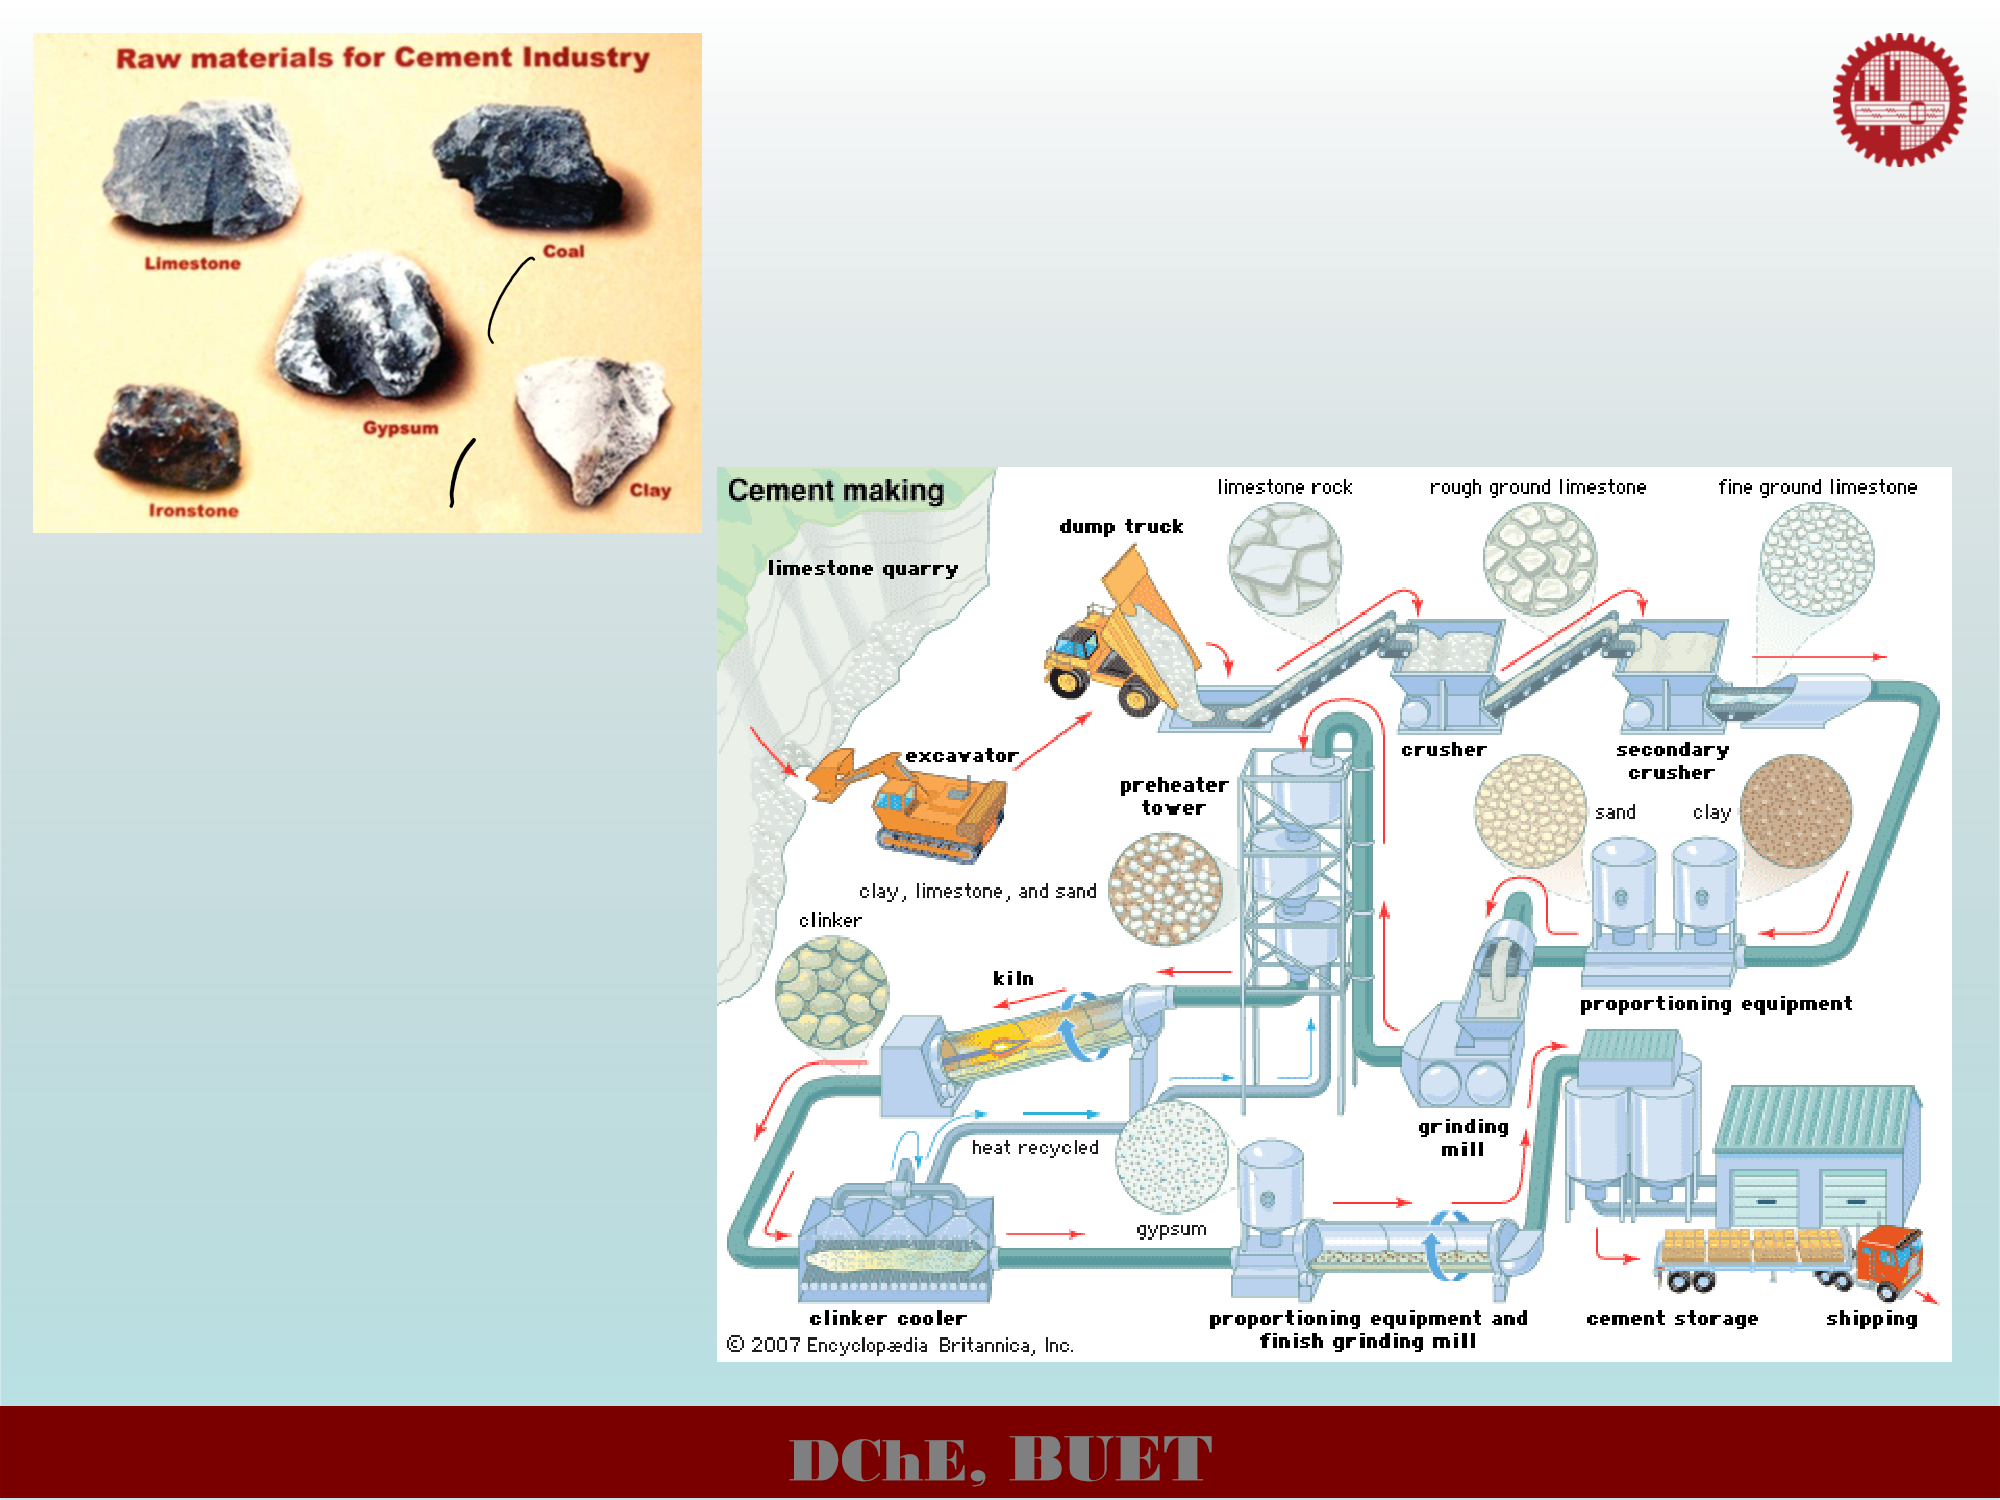 Raw materials for Cement Industry
Limestone
Coal
Gypsum
Ironstone
Clay
Cement making
limestone quarry
dump truck
limestone rock
rough ground limestone
fine ground limestone
excavator
crusher
secondary
crusher
preheater
tower
sand
clay
clay, limestone, and sand
clinker
kiln
proportioning equipment
heat recycled
grinding
mill
gypsum
clinker cooler
proportioning equipment and
finish grinding mill
cement storage
shipping
© 2007 Encyclopædia Britannica, Inc.
DChE, BUET